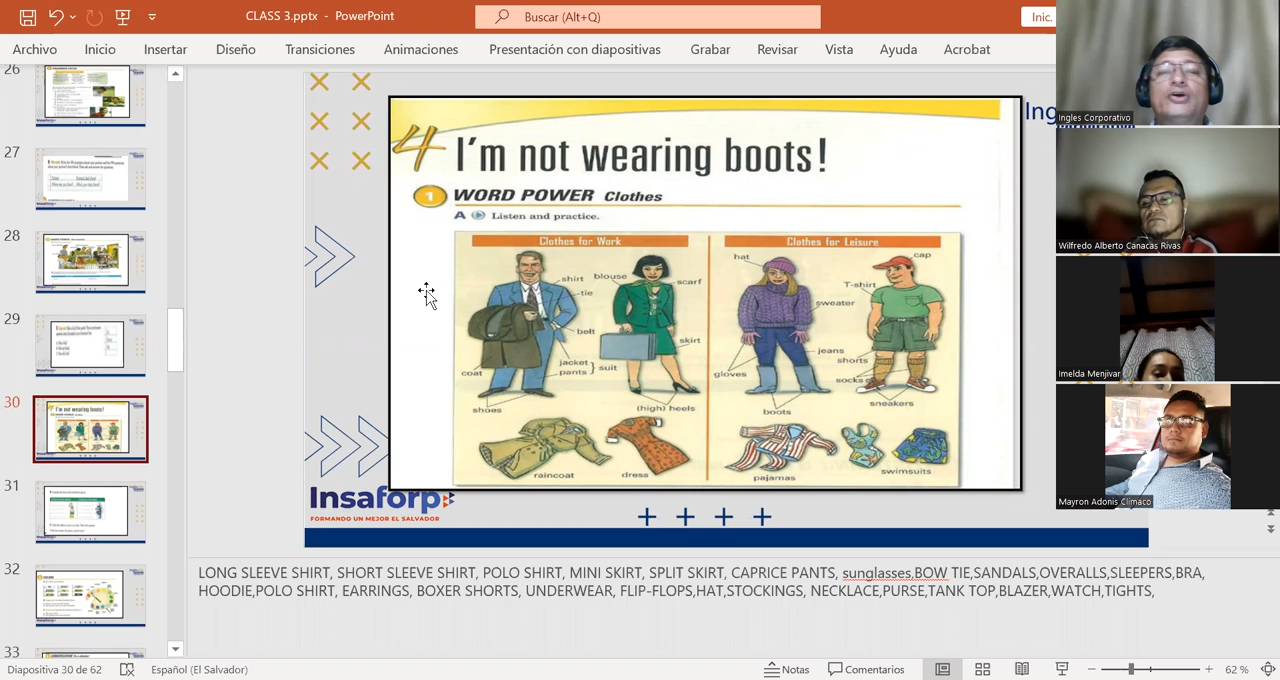 CLASS 3.pptx - PowerPoint
Buscar (Alt+Q)
Inic.
Archivo Inicio Insertar Diseño Transiciones Animaciones Presentación con diapositivas Grabar Revisar Vista Ayuda Acrobat
26
27
28
29
30
31
32
33
Ing
4 I'm not wearing boots!
1 WORD POWER Clothes
A Listen and practice.
Clothes for Work
Clothes for Leisure
shirt
blouse
scarf
tie
belt
skirt
jacket
pants
suit
coat
shoes
(high) heels
raincoat
dress
hat
cap
T-shirt
sweater
jeans
shorts
gloves
socks
boots
sneakers
pajamas
swimsuits
Insaforp
FORMANDO UN MEJOR EL SALVADOR
LONG SLEEVE SHIRT, SHORT SLEEVE SHIRT, POLO SHIRT, MINI SKIRT, SPLIT SKIRT, CAPRICE PANTS, sunglasses,BOW TIE,SANDALS,OVERALLS,SLEEPERS,BRA,
HOODIE,POLO SHIRT, EARRINGS, BOXER SHORTS, UNDERWEAR, FLIP-FLOPS,HAT,STOCKINGS, NECKLACE,PURSE,TANK TOP,BLAZER,WATCH,TIGHTS,
Diapositiva 30 de 62
Español (El Salvador)
Notas
Comentarios
62 %
Ingles Corporativo
Wilfredo Alberto Canacas Rivas
Imelda Menjivar
Mayron Adonis Climaco